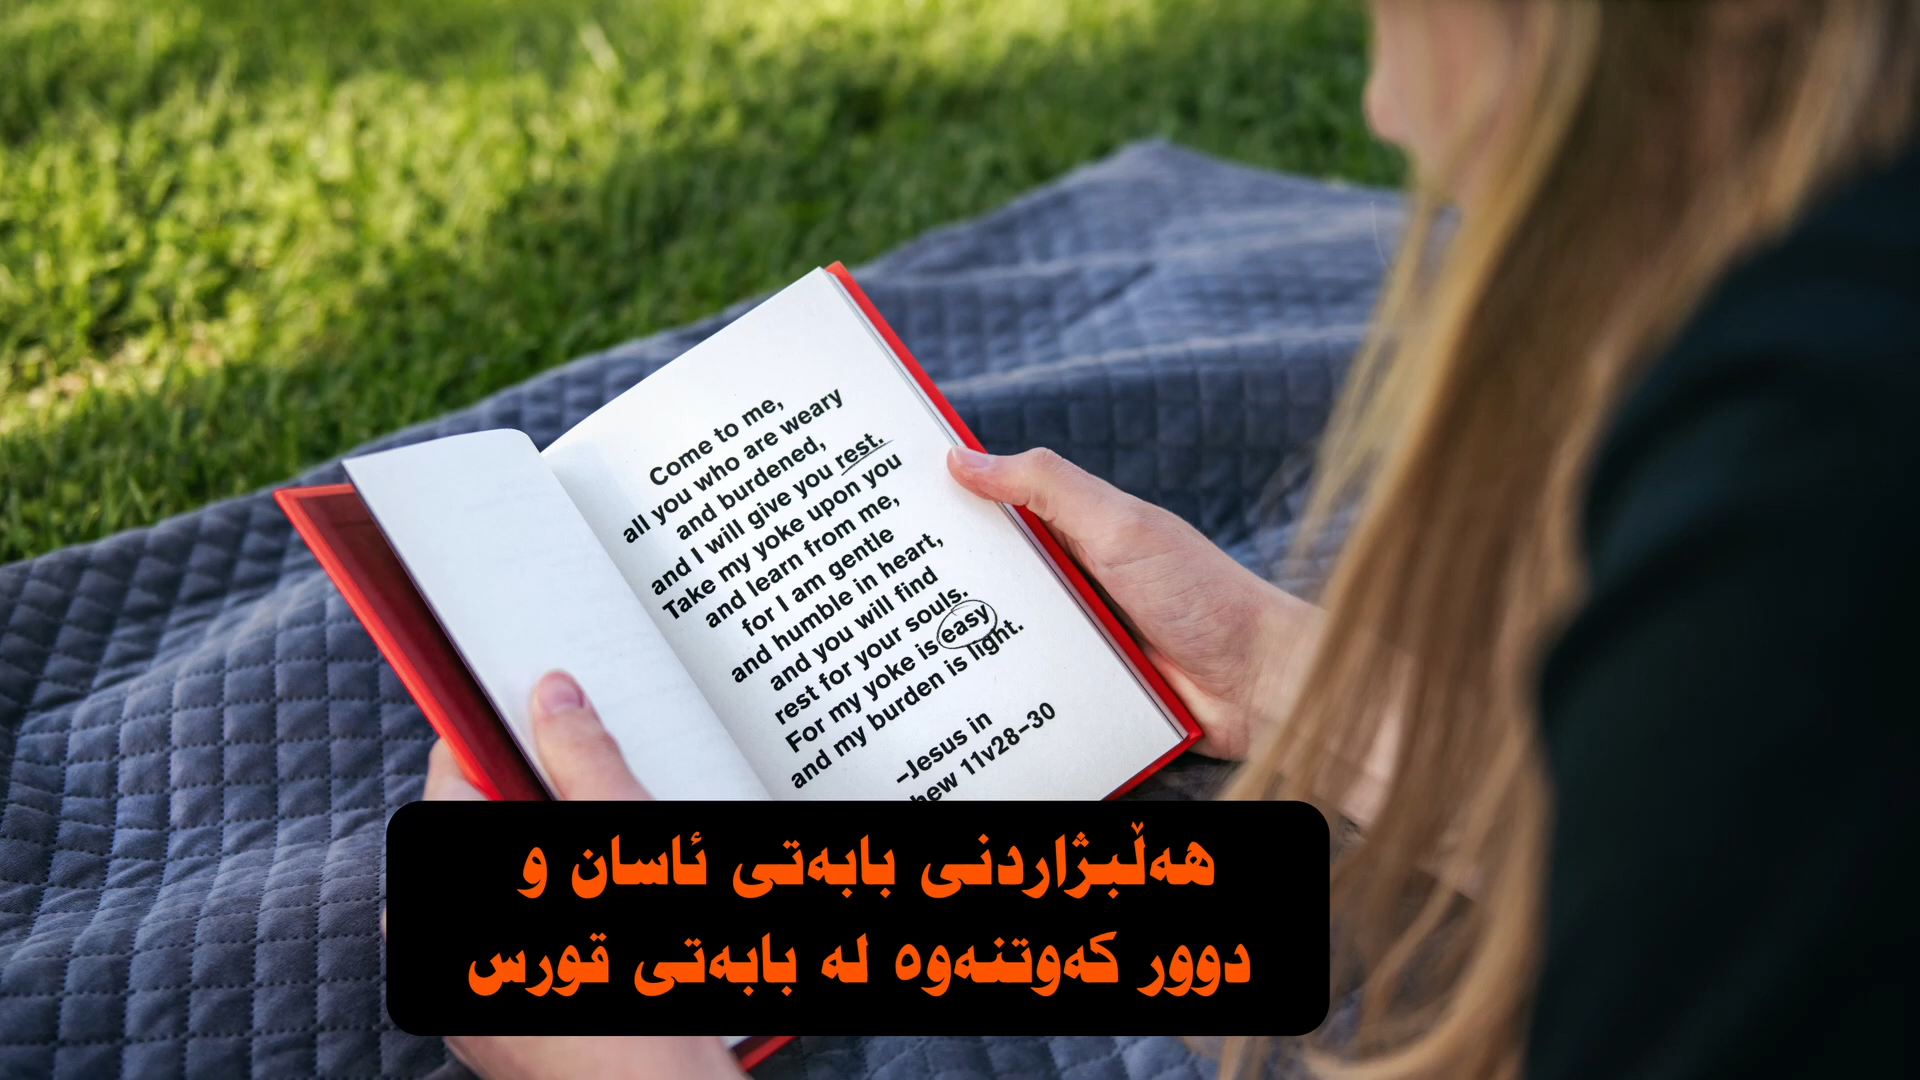 Come to me,
all you who are weary
and burdened,
and I will give you rest.
Take my yoke upon you
and learn from me,
for I am gentle
and humble in heart,
and you will find
rest for your souls.
For my yoke is easy
and my burden is light.
–Jesus in
hew 11v28–30
هەڵبژاردنی بابەتی ئاسان و
دوور کەوتنەوە لە بابەتی قورس